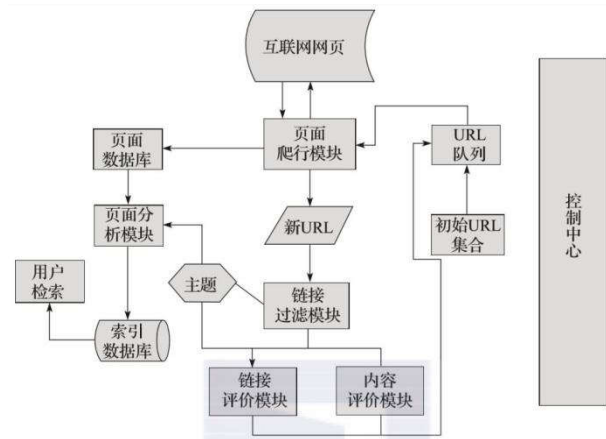 互联网网页
页面
爬行模块
页面
数据库
URL
队列
页面分
析模块
新URL
初始URL
集合
控制中心
用户
检索
主题
链接
过滤模块
索引
数据库
链接
评价模块
内容
评价模块